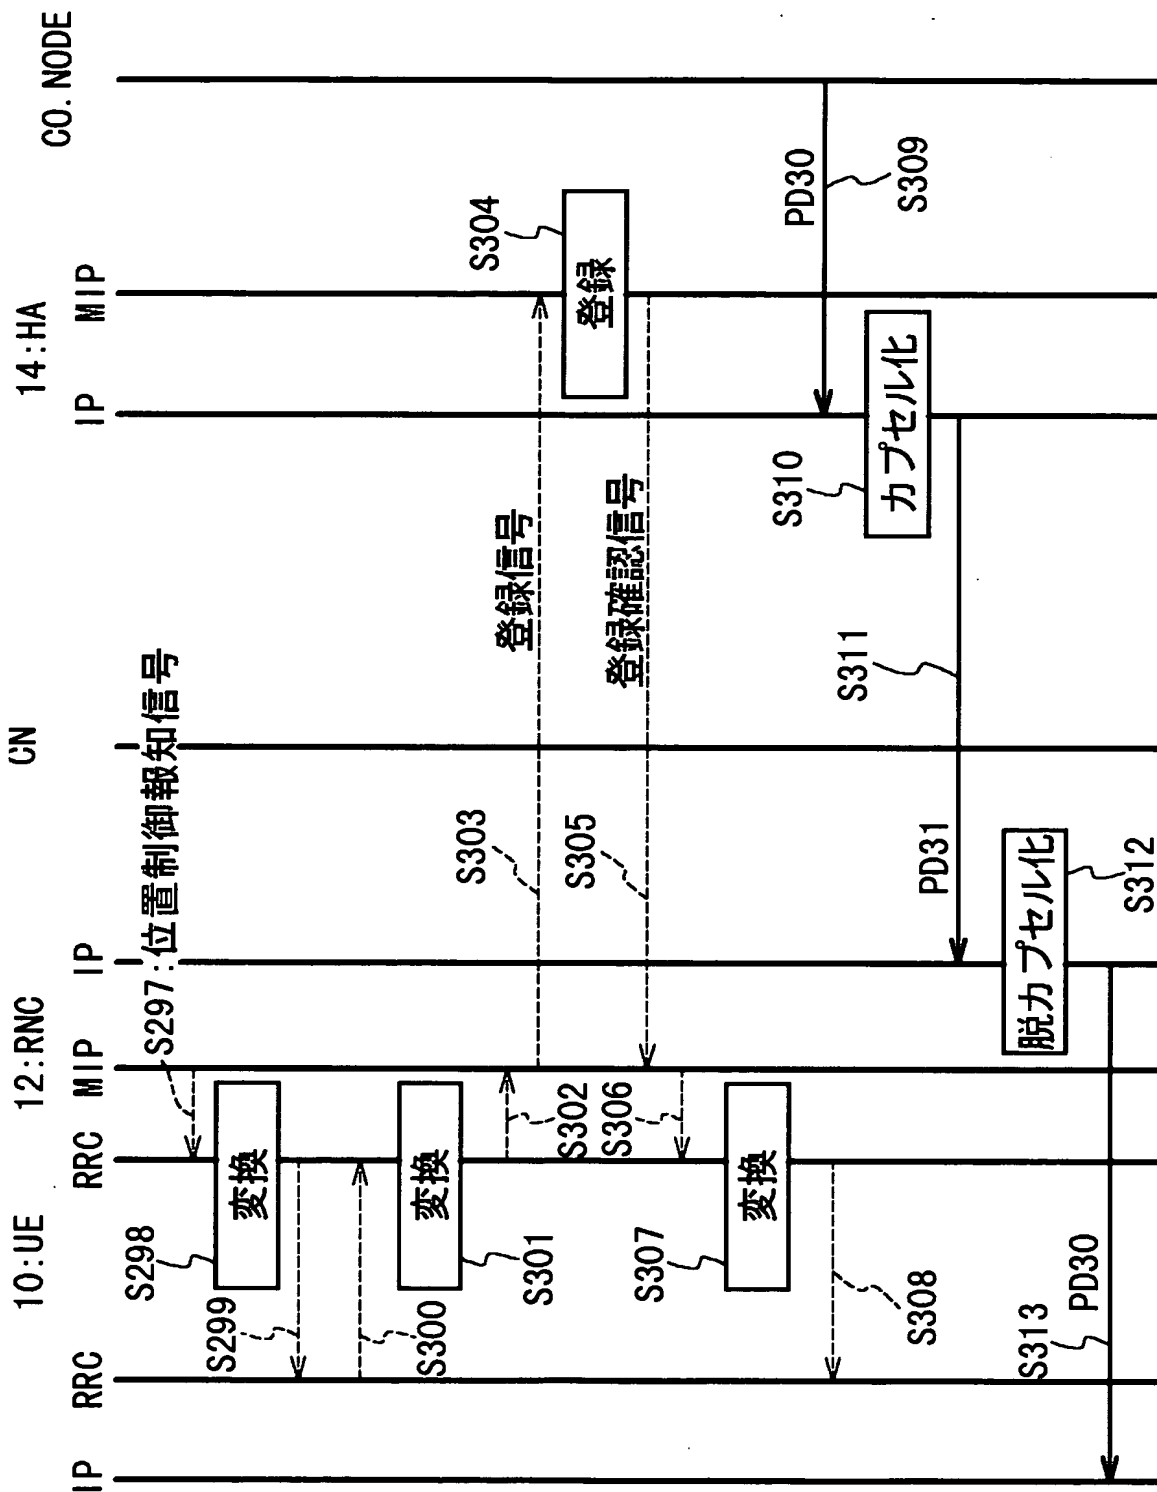 10:UE
12:RNC
CN
14:HA
CO. NODE
IP
RRC
RRC
MIP
IP
IP
MIP
S297:位置制御報知信号
S298
変換
S299
S300
変換
S301
S302
登録信号
S303
S304
登録
登録確認信号
S305
S306
S307
変換
S308
PD30
S309
S310
カプセル化
S311
PD31
脱カプセル化
S312
S313
PD30